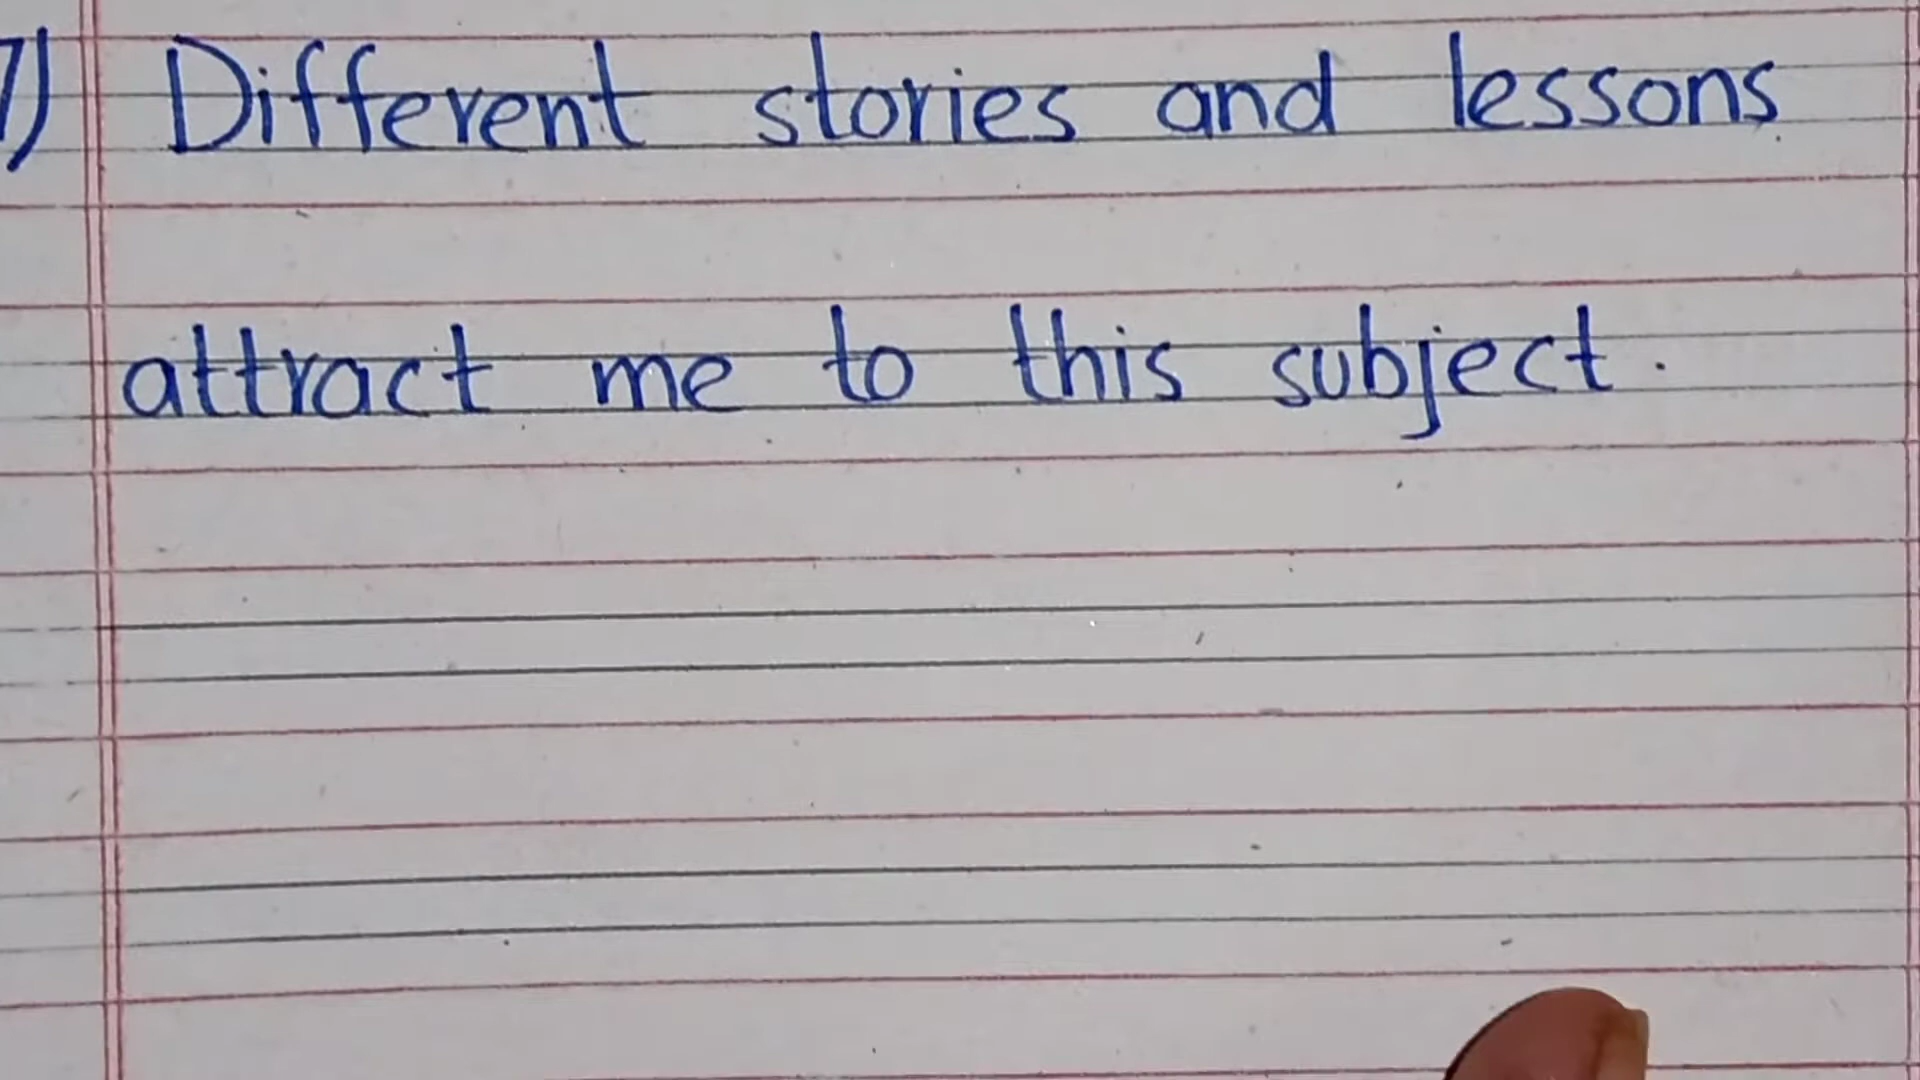 7) Different stories and lessons
attract me to this subject.